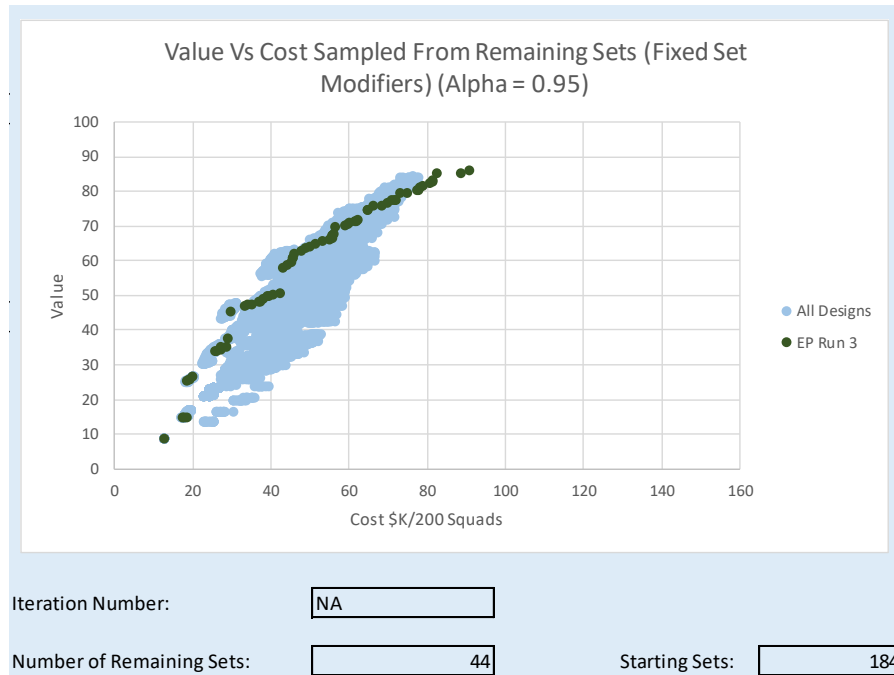 Value Vs Cost Sampled From Remaining Sets (Fixed Set
Modifiers) (Alpha = 0.95)
100
90
80
70
60
50
40
30
20
10
0
Value
0 20 40 60 80 100 120 140 160
Cost $K/200 Squads
All Designs
EP Run 3
Iteration Number: NA
Number of Remaining Sets: 44 Starting Sets: 184